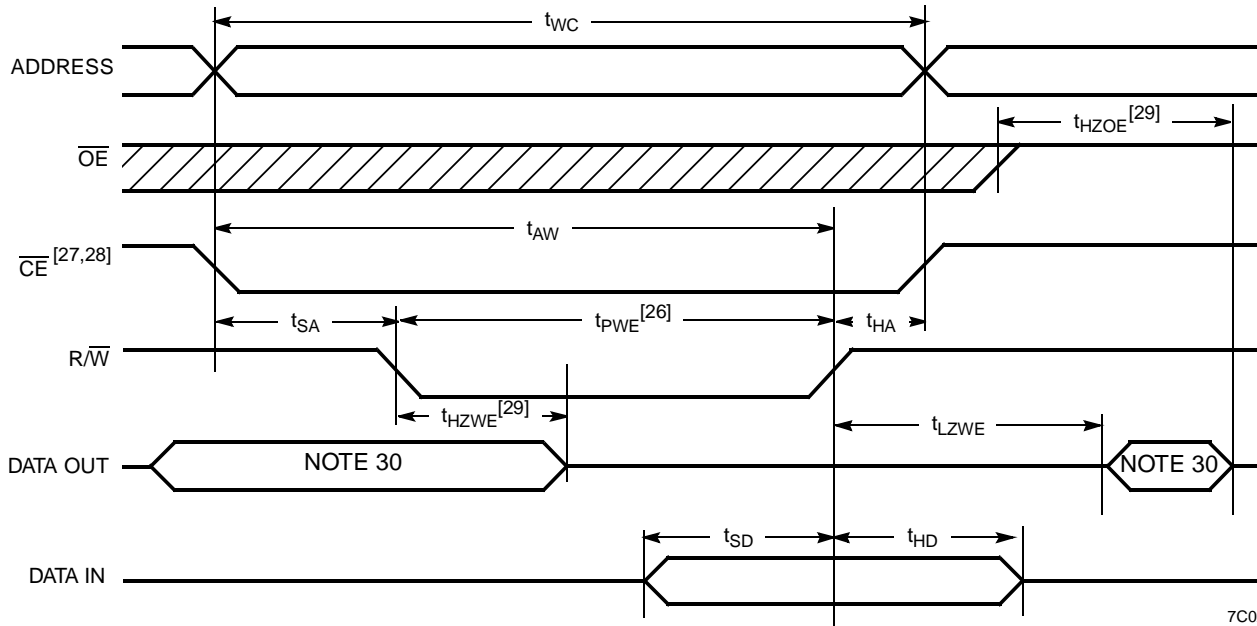 tWC
ADDRESS
tHZOE[29]
OE
tAW
CE [27,28]
tSA
tPWE[26]
tHA
R/W
tHZWE[29]
tLZWE
DATA OUT
NOTE 30
NOTE 30
tSD
tHD
DATA IN
7C0